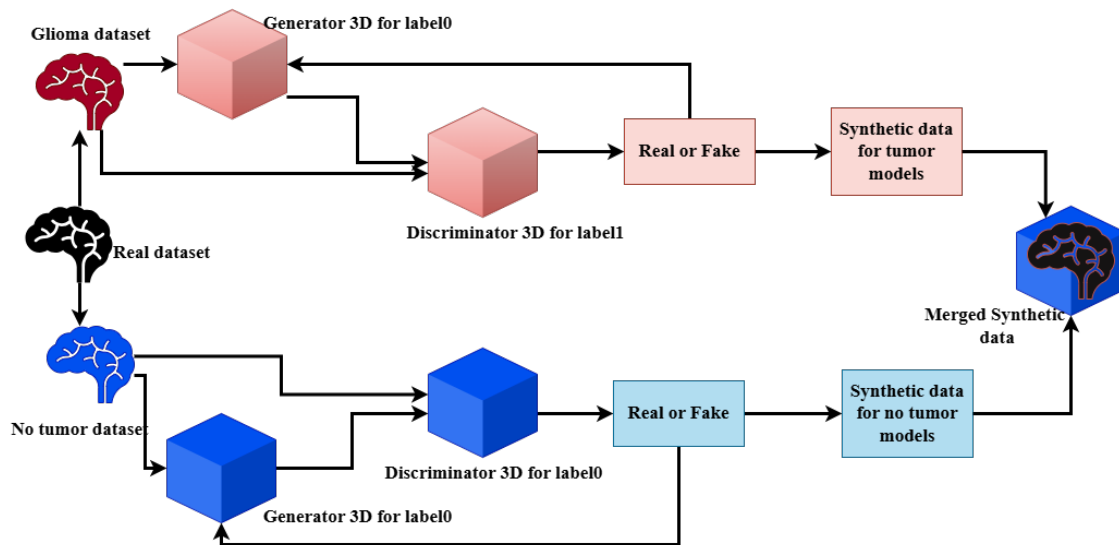 Generator 3D for label0
Glioma dataset
Real or Fake
Synthetic data
for tumor
models
Discriminator 3D for label1
Real dataset
Merged Synthetic
data
No tumor dataset
Discriminator 3D for label0
Generator 3D for label0
Real or Fake
Synthetic data
for no tumor
models